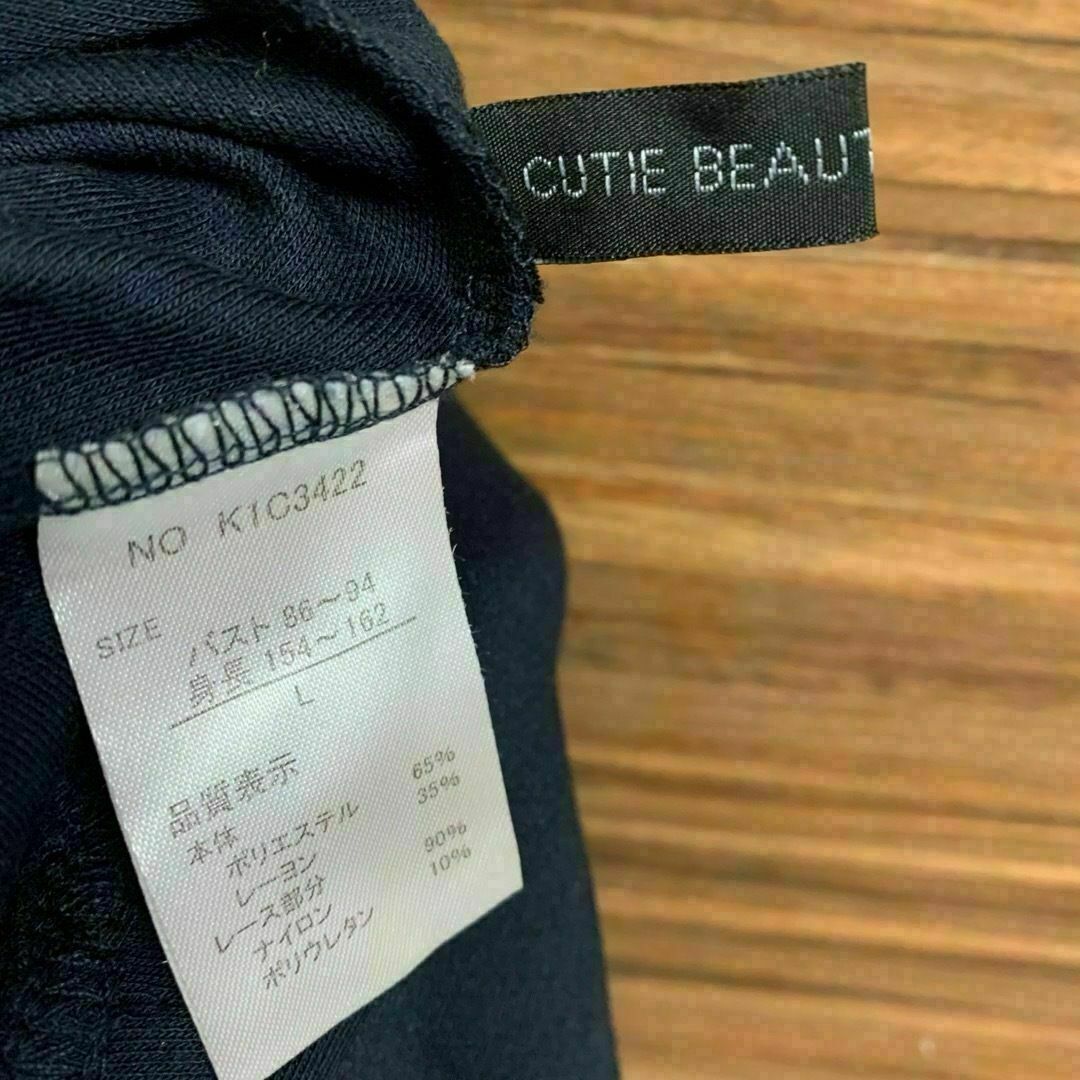 CUTIE BEAUT
NO K1C3422
SIZE バスト 86〜94
身長 154〜162
L
品質表示
本体
ポリエステル 65%
レーヨン 35%
レース部分
ナイロン 90%
ポリウレタン 10%